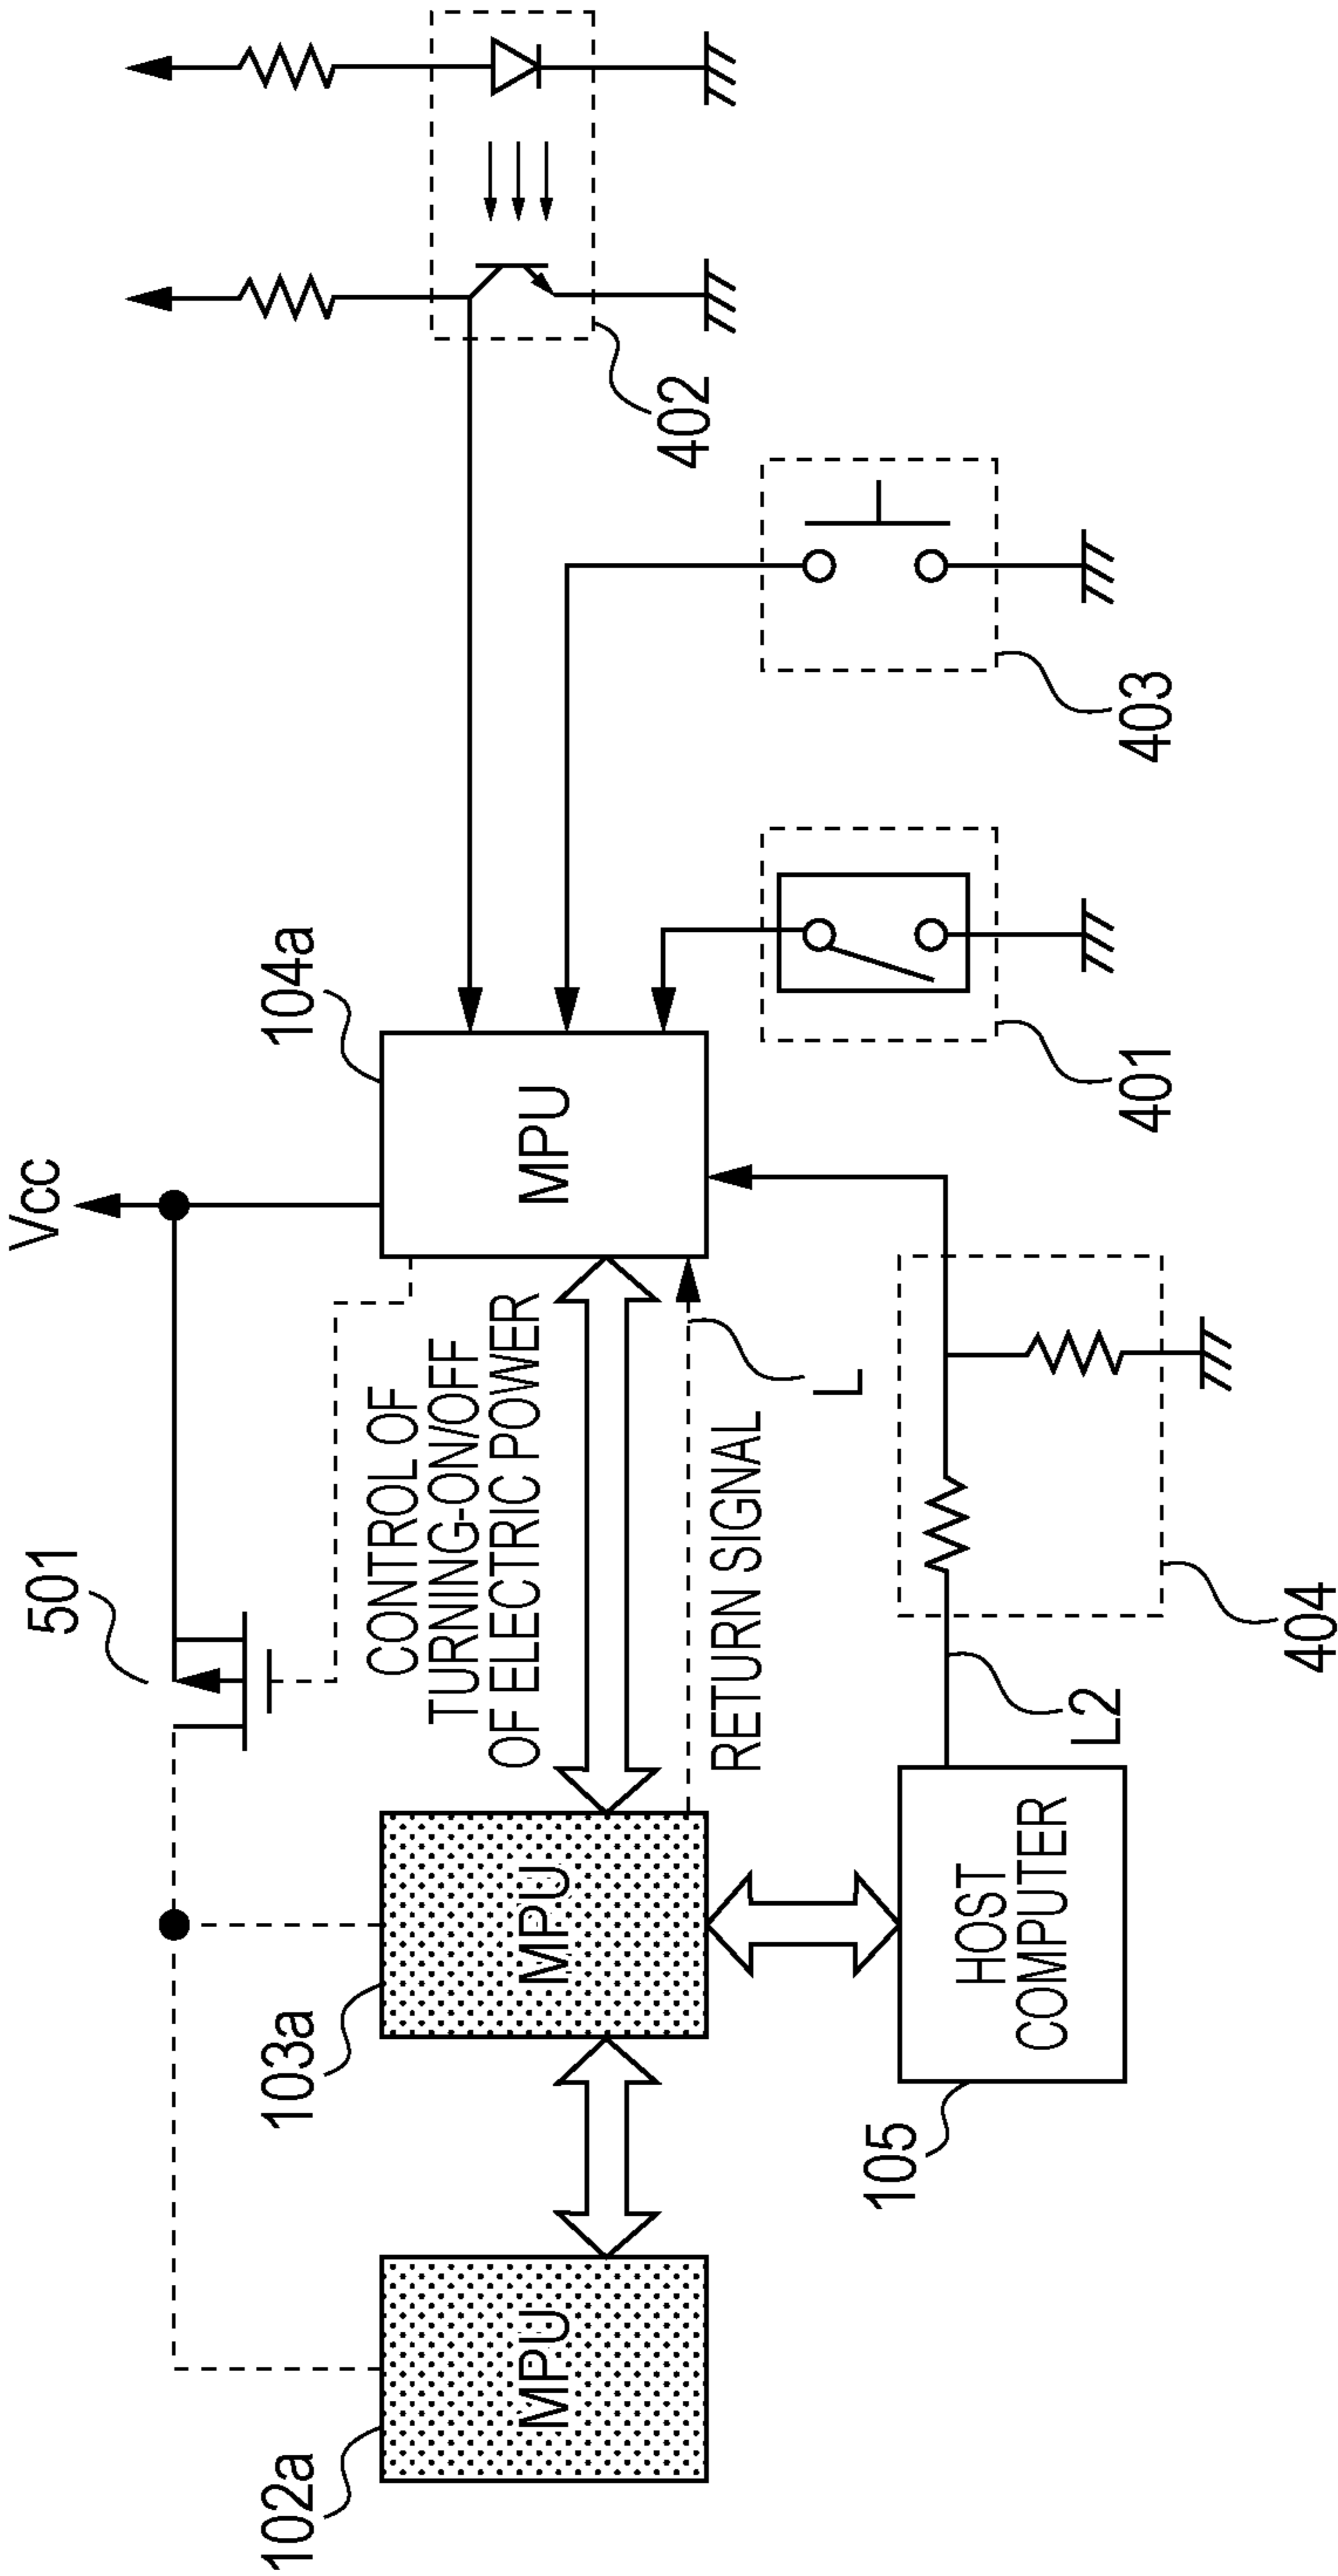 Vcc
501
104a
103a
102a
MPU
MPU
MPU
CONTROL OF
TURNING-ON/OFF
OF ELECTRIC POWER
RETURN SIGNAL
L
402
403
401
404
L2
HOST
COMPUTER
105